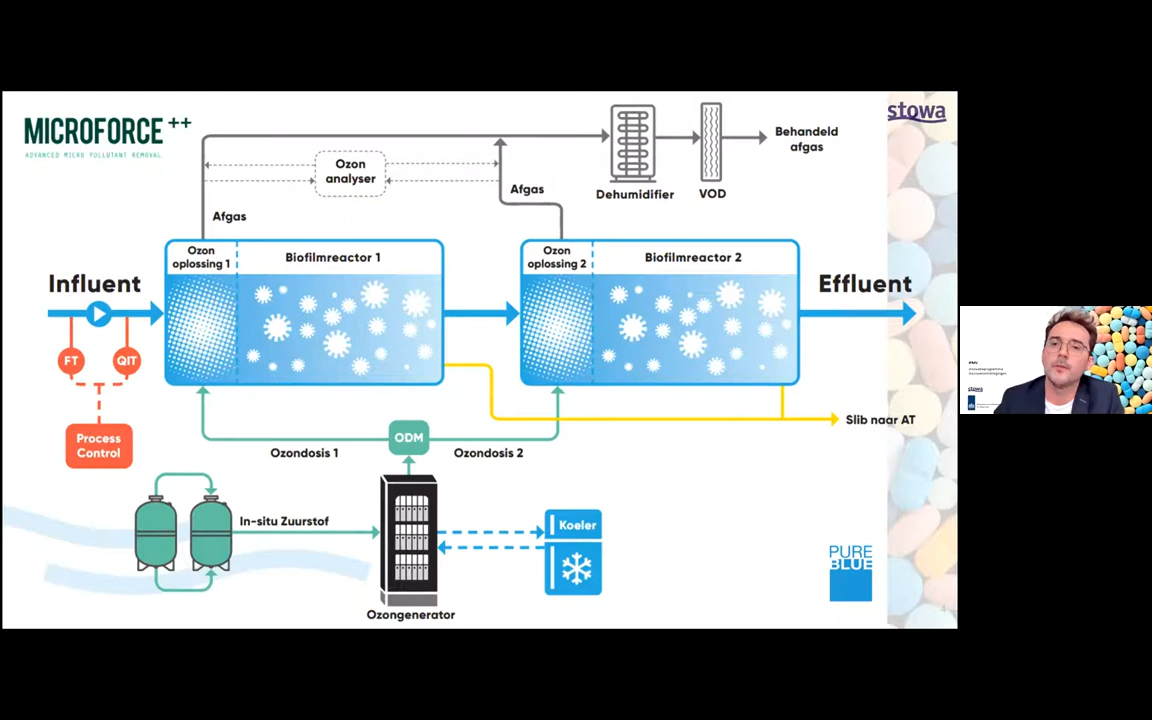 MICROFORCE ++
ADVANCED MICRO POLLUTANT REMOVAL
stowa
Behandeld
afgas
Ozon
analyser
Dehumidifier
VOD
Afgas
Afgas
Ozon
oplossing 1
Biofilmreactor 1
Ozon
oplossing 2
Biofilmreactor 2
Influent
Effluent
FT
QIT
Process
Control
Slib naar AT
ODM
Ozondosis 1
Ozondosis 2
In-situ Zuurstof
Koeler
Ozongenerator
PURE
BLUE
4
stowa